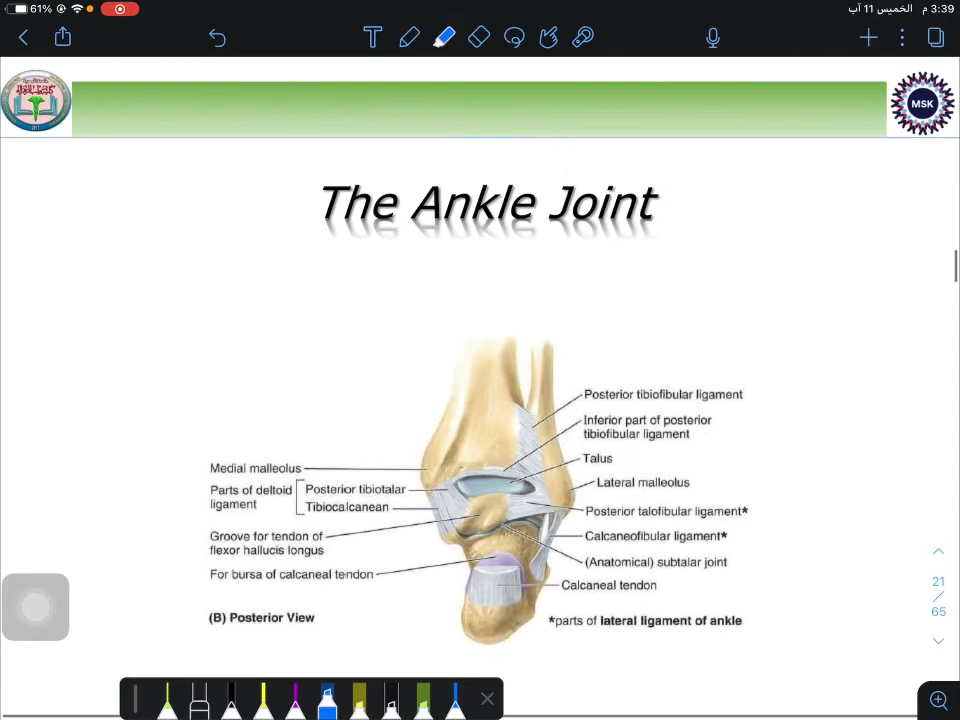 61%
3:39 م الخميس 11 آب
MSK
The Ankle Joint
Posterior tibiofibular ligament
Inferior part of posterior
tibiofibular ligament
Talus
Lateral malleolus
Posterior talofibular ligament*
Calcaneofibular ligament*
(Anatomical) subtalar joint
Calcaneal tendon
*parts of lateral ligament of ankle
Medial malleolus
Parts of deltoid
ligament
Posterior tibiotalar
Tibiocalcanean
Groove for tendon of
flexor hallucis longus
For bursa of calcaneal tendon
(B) Posterior View
21
/
65